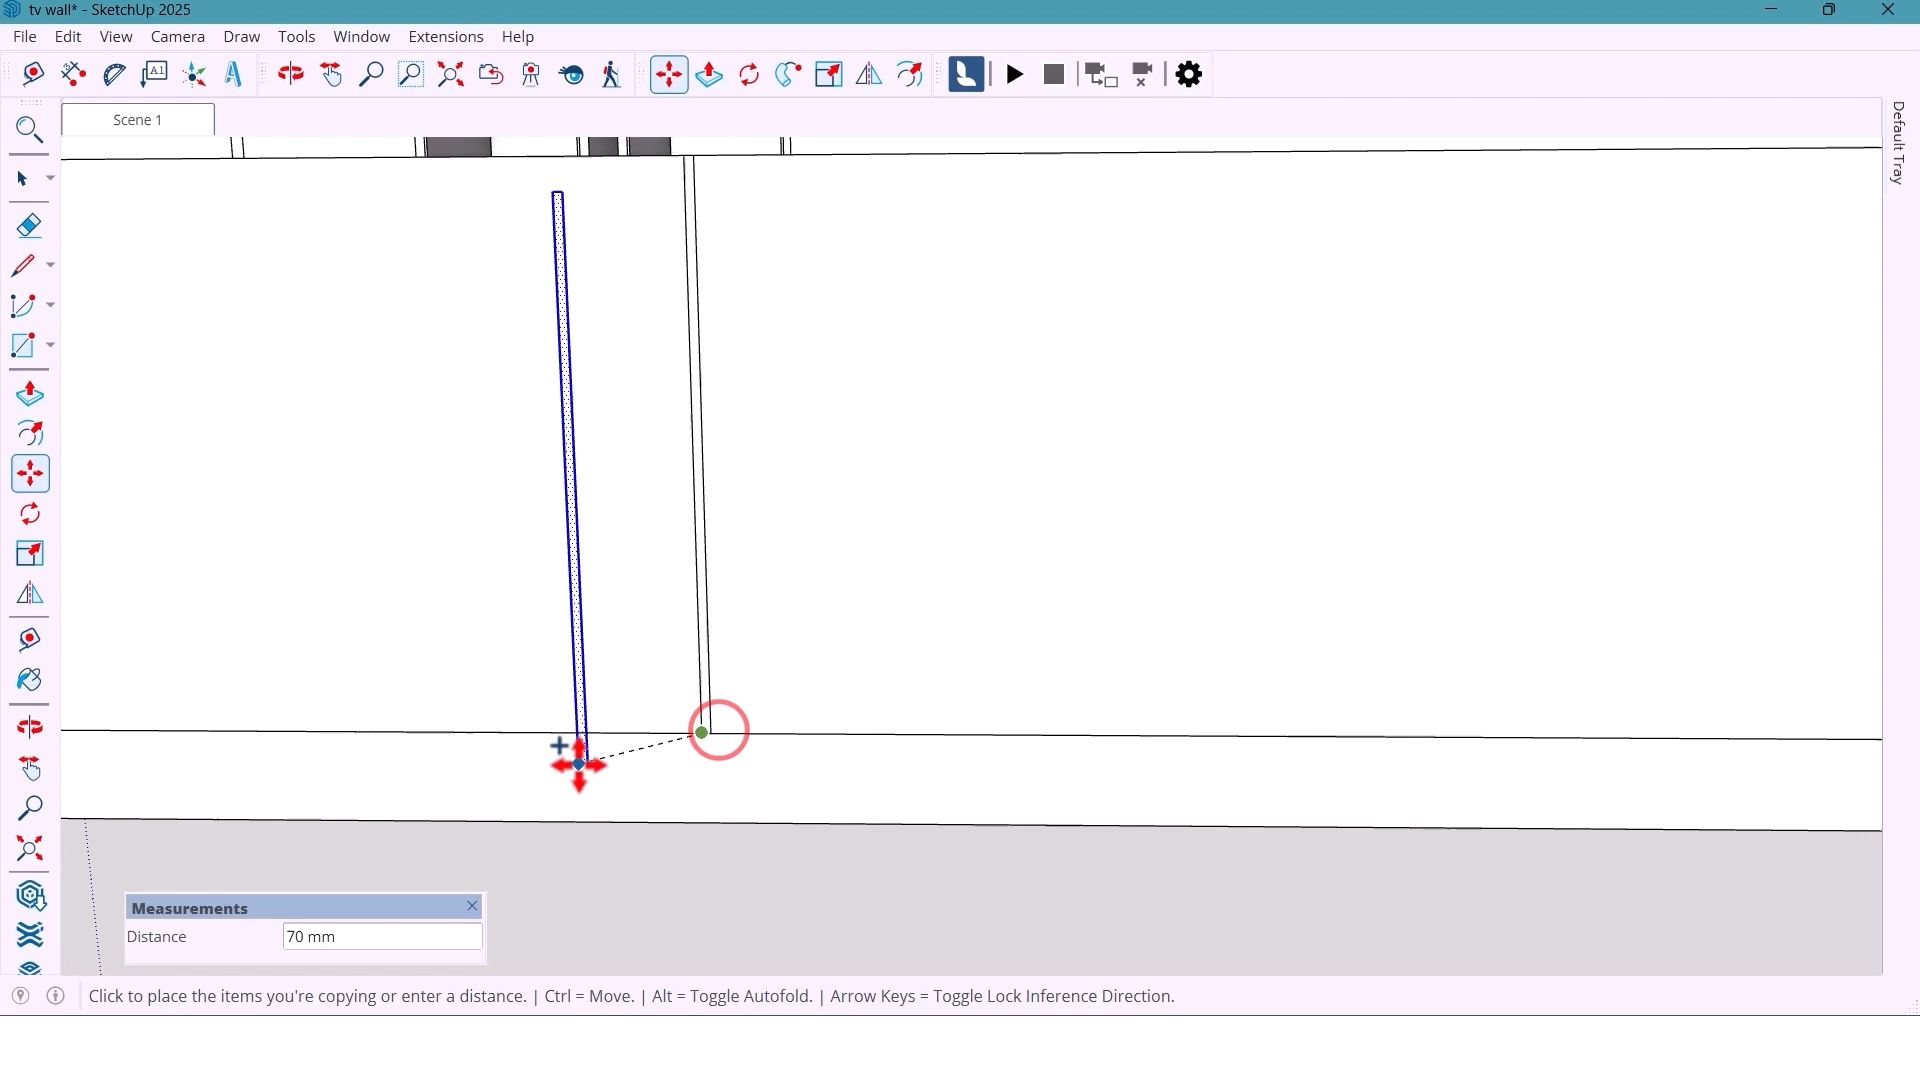 tv wall* - SketchUp 2025
File Edit View Camera Draw Tools Window Extensions Help
A1
Scene 1
Default Tray
Measurements
Distance 70 mm
Click to place the items you're copying or enter a distance. | Ctrl = Move. | Alt = Toggle Autofold. | Arrow Keys = Toggle Lock Inference Direction.